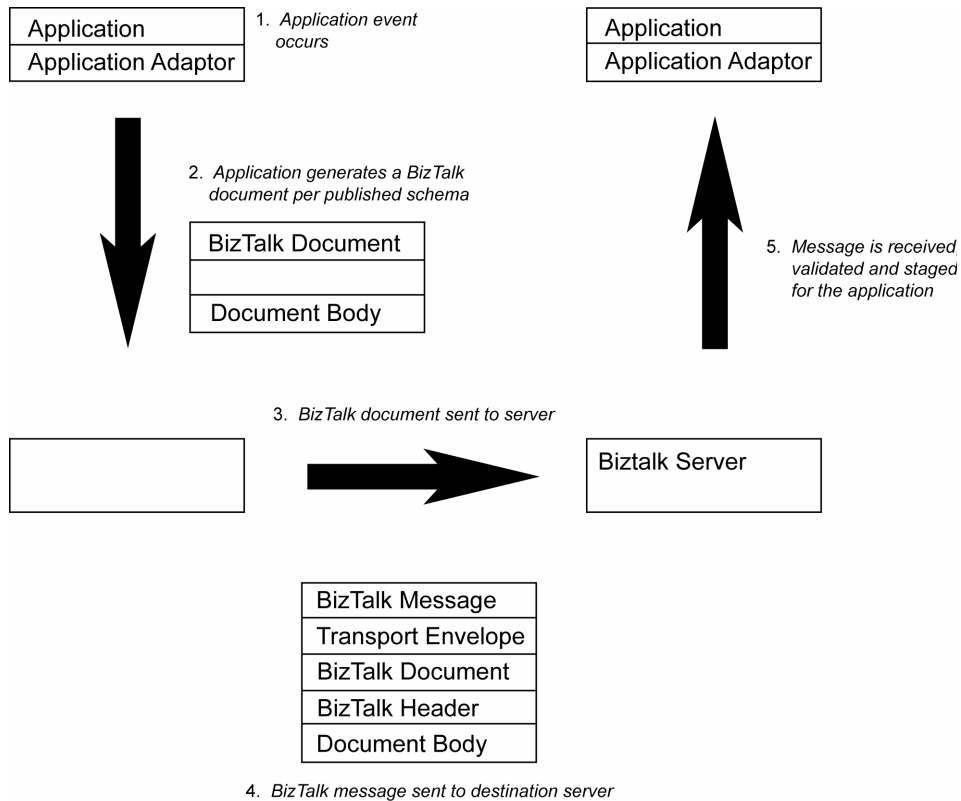 Application
Application Adaptor
1. Application event
occurs
Application
Application Adaptor
2. Application generates a BizTalk
document per published schema
BizTalk Document
Document Body
5. Message is received,
validated and staged
for the application
3. BizTalk document sent to server
Biztalk Server
BizTalk Message
Transport Envelope
BizTalk Document
BizTalk Header
Document Body
4. BizTalk message sent to destination server